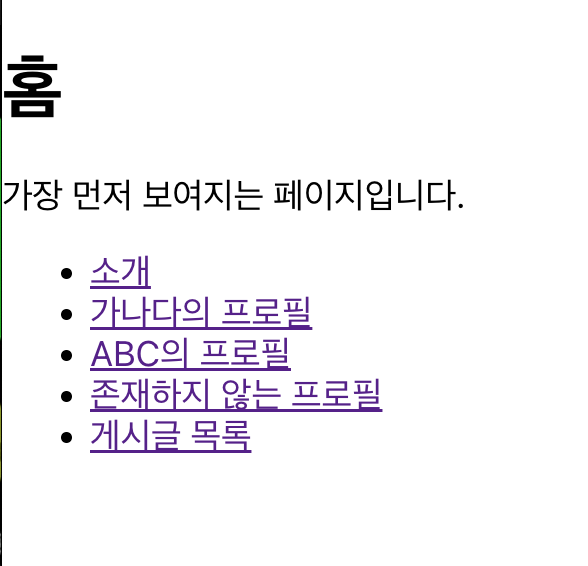 홈
가장 먼저 보여지는 페이지입니다.
소개
가나다의 프로필
ABC의 프로필
존재하지 않는 프로필
게시글 목록